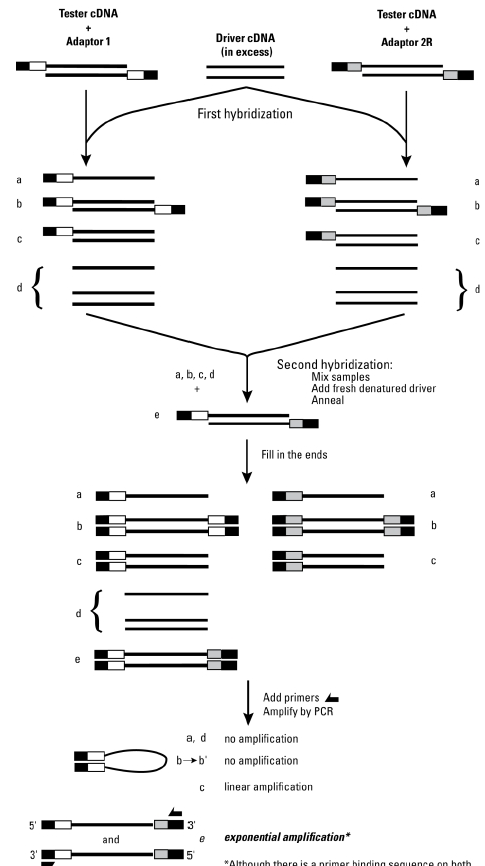 Tester cDNA
+
Adaptor 1
Driver cDNA
(in excess)
Tester cDNA
+
Adaptor 2R
First hybridization
a
a
b
b
c
c
d
d
Second hybridization:
Mix samples
Add fresh denatured driver
Anneal
a, b, c, d
+
e
Fill in the ends
a
a
b
b
c
c
d
e
Add primers
Amplify by PCR
a, d no amplification
b→b' no amplification
c linear amplification
5' 3'
and e exponential amplification*
3' 5'
*Although there is a primer binding sequence on both